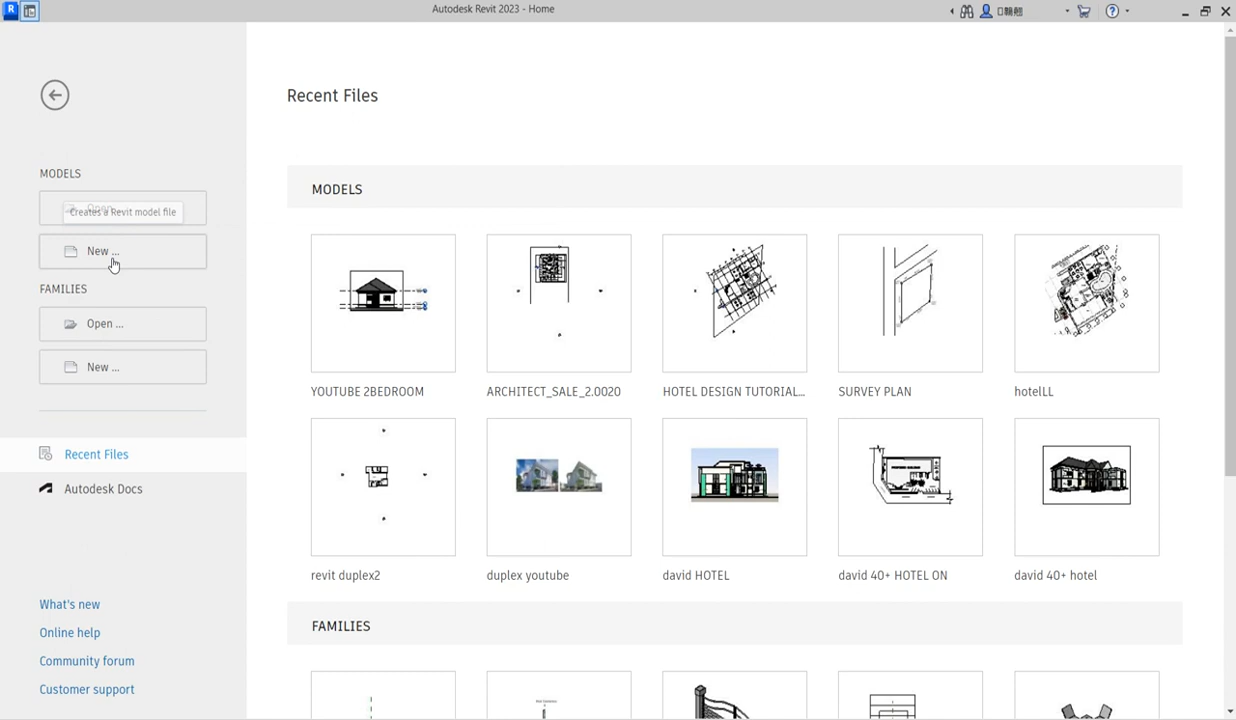 Autodesk Revit 2023 - Home
Recent Files
MODELS
Open ...
Creates a Revit model file
New ...
FAMILIES
Open ...
New ...
Recent Files
Autodesk Docs
What's new
Online help
Community forum
Customer support
MODELS
YOUTUBE 2BEDROOM
ARCHITECT_SALE_2.0020
HOTEL DESIGN TUTORIAL...
SURVEY PLAN
hotelLL
revit duplex2
duplex youtube
david HOTEL
david 40+ HOTEL ON
david 40+ hotel
FAMILIES